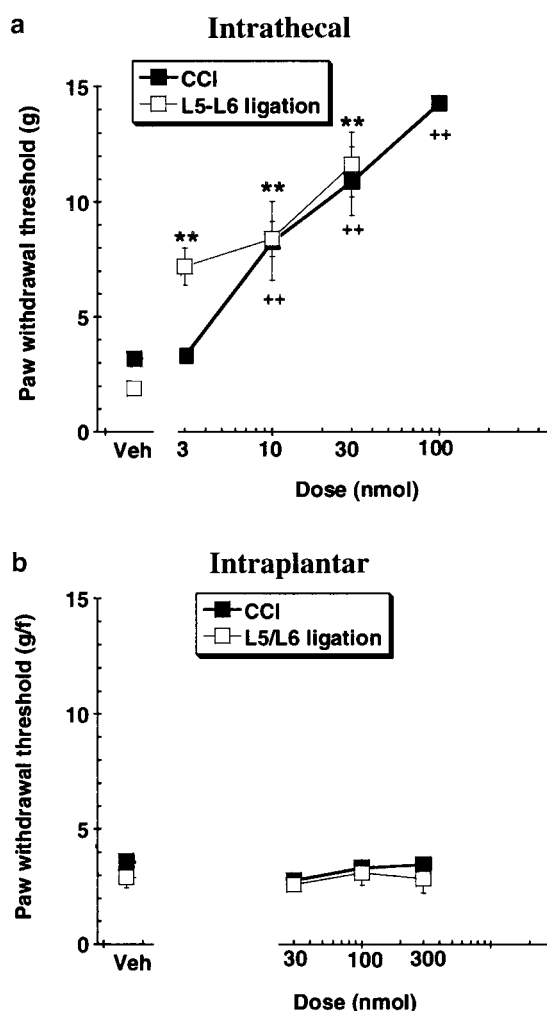 a Intrathecal
CCI
L5-L6 ligation
Paw withdrawal threshold (g)
15
10
5
0
** ** **
++ ++ ++
Veh 3 10 30 100
Dose (nmol)
b Intraplantar
CCI
L5/L6 ligation
Paw withdrawal threshold (g/f)
15
10
5
0
Veh 30 100 300
Dose (nmol)